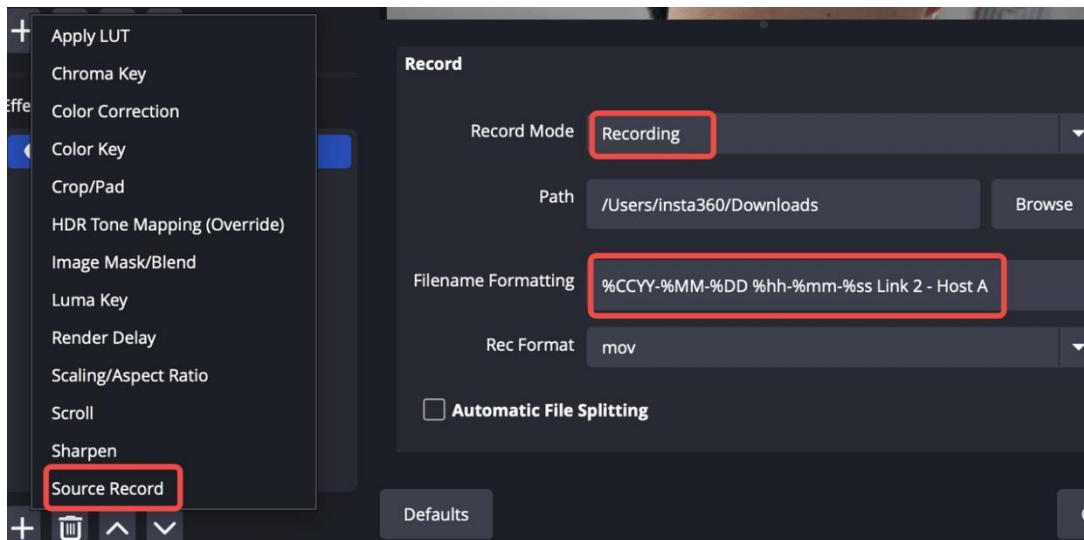 Apply LUT
Chroma Key
Color Correction
Color Key
Crop/Pad
HDR Tone Mapping (Override)
Image Mask/Blend
Luma Key
Render Delay
Scaling/Aspect Ratio
Scroll
Sharpen
Source Record
Effe
Record
Record Mode Recording
Path /Users/insta360/Downloads Browse
Filename Formatting %CCYY-%MM-%DD %hh-%mm-%ss Link 2 - Host A
Rec Format mov
Automatic File Splitting
Defaults